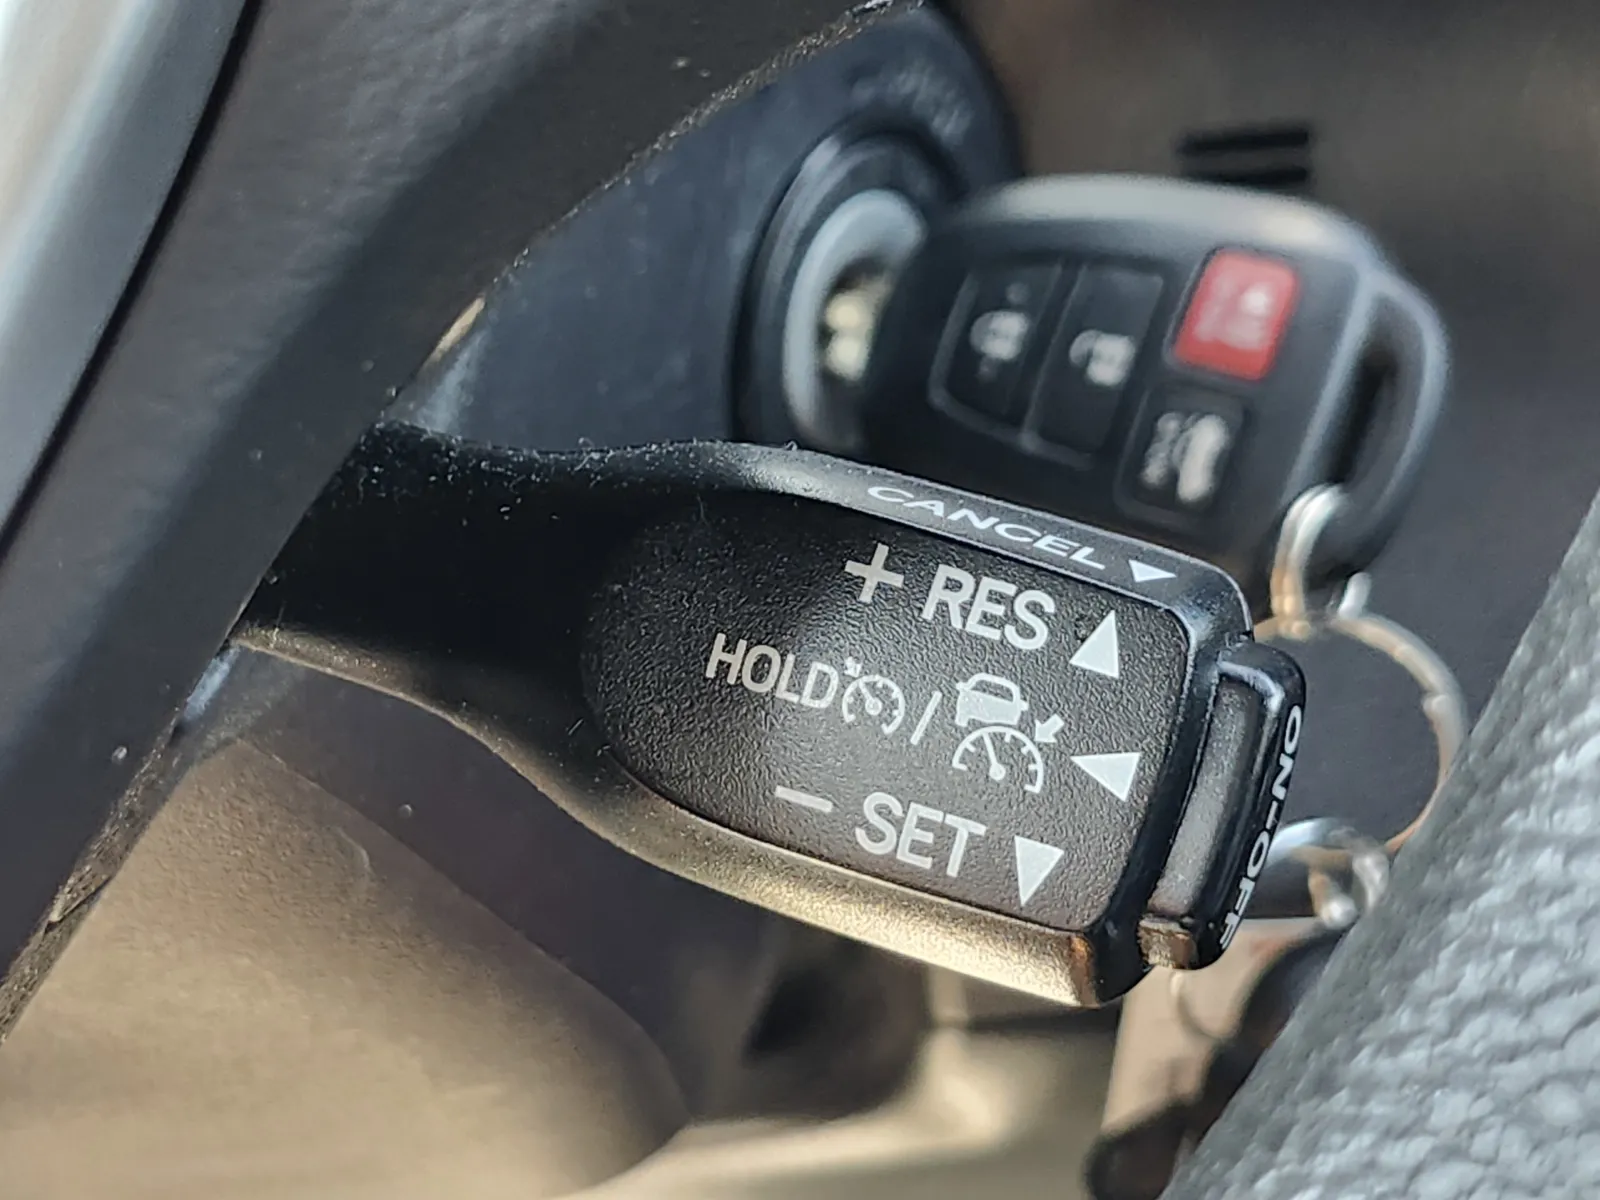 CANCEL
+ RES
HOLD /
− SET
ON-OFF